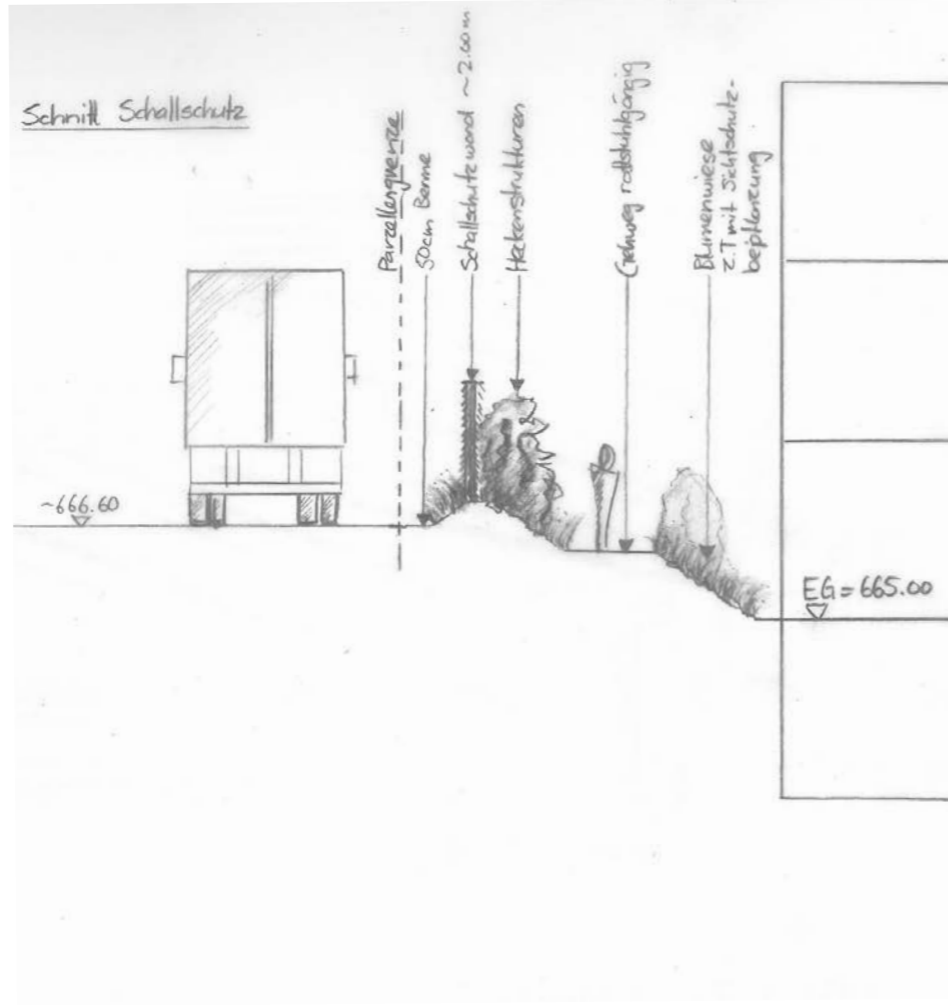 Schnitt Schallschutz
Parzellengrenze
50cm Berme
Schallschutzwand ~2.00m
Heckenstrukturen
Gehweg rollstuhlgängig
Blumenwiese
z.T mit Sichtschutz-
bepflanzung
~666.60
EG=665.00